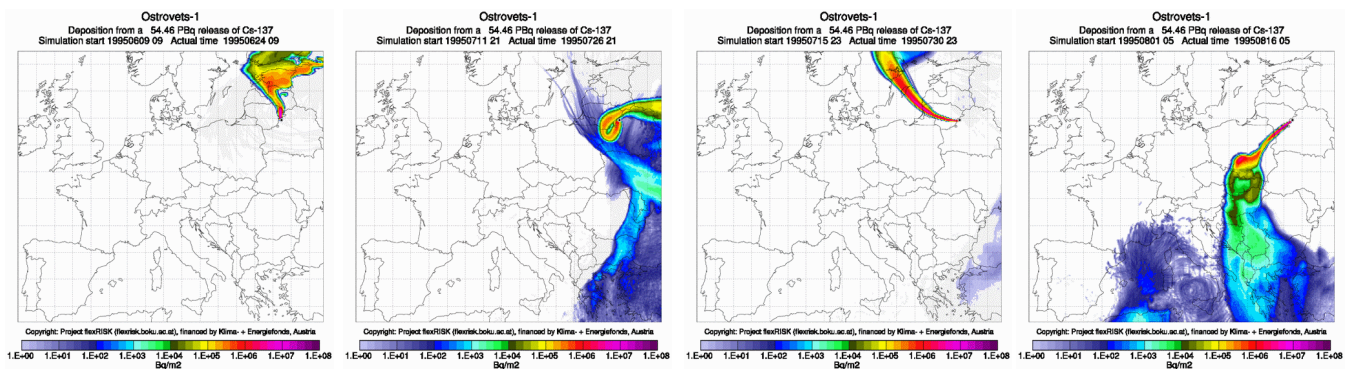 Ostrovets-1
Deposition from a 54.46 PBq release of Cs-137
Simulation start 19950609 09 Actual time 19950624 09
Copyright: Project flexRISK (flexrisk.boku.ac.at), financed by Klima- + Energiefonds, Austria
1.E+00 1.E+01 1.E+02 1.E+03 1.E+04 1.E+05 1.E+06 1.E+07 1.E+08
Bq/m2
Ostrovets-1
Deposition from a 54.46 PBq release of Cs-137
Simulation start 19950711 21 Actual time 19950726 21
Copyright: Project flexRISK (flexrisk.boku.ac.at), financed by Klima- + Energiefonds, Austria
1.E+00 1.E+01 1.E+02 1.E+03 1.E+04 1.E+05 1.E+06 1.E+07 1.E+08
Bq/m2
Ostrovets-1
Deposition from a 54.46 PBq release of Cs-137
Simulation start 19950715 23 Actual time 19950730 23
Copyright: Project flexRISK (flexrisk.boku.ac.at), financed by Klima- + Energiefonds, Austria
1.E+00 1.E+01 1.E+02 1.E+03 1.E+04 1.E+05 1.E+06 1.E+07 1.E+08
Bq/m2
Ostrovets-1
Deposition from a 54.46 PBq release of Cs-137
Simulation start 19950801 05 Actual time 19950816 05
Copyright: Project flexRISK (flexrisk.boku.ac.at), financed by Klima- + Energiefonds, Austria
1.E+00 1.E+01 1.E+02 1.E+03 1.E+04 1.E+05 1.E+06 1.E+07 1.E+08
Bq/m2